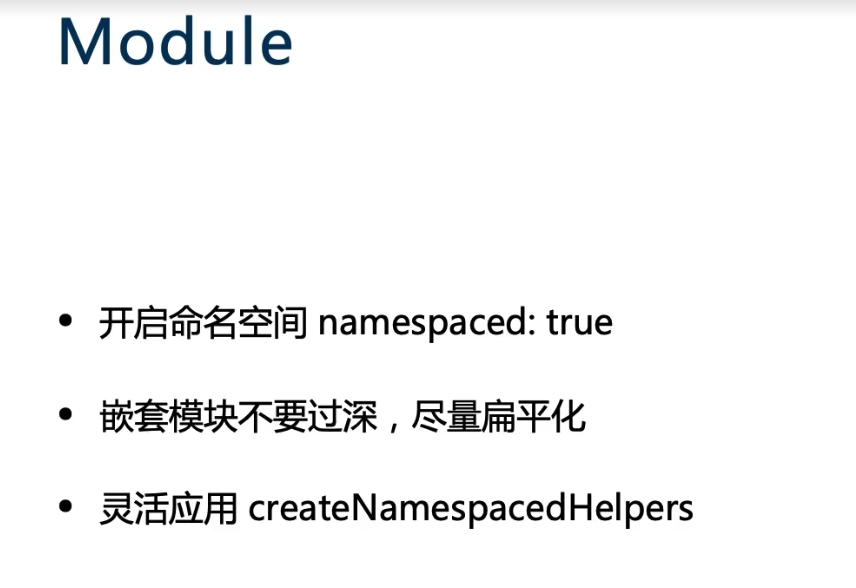 Module
• 开启命名空间 namespaced: true
• 嵌套模块不要过深，尽量扁平化
• 灵活应用 createNamespacedHelpers